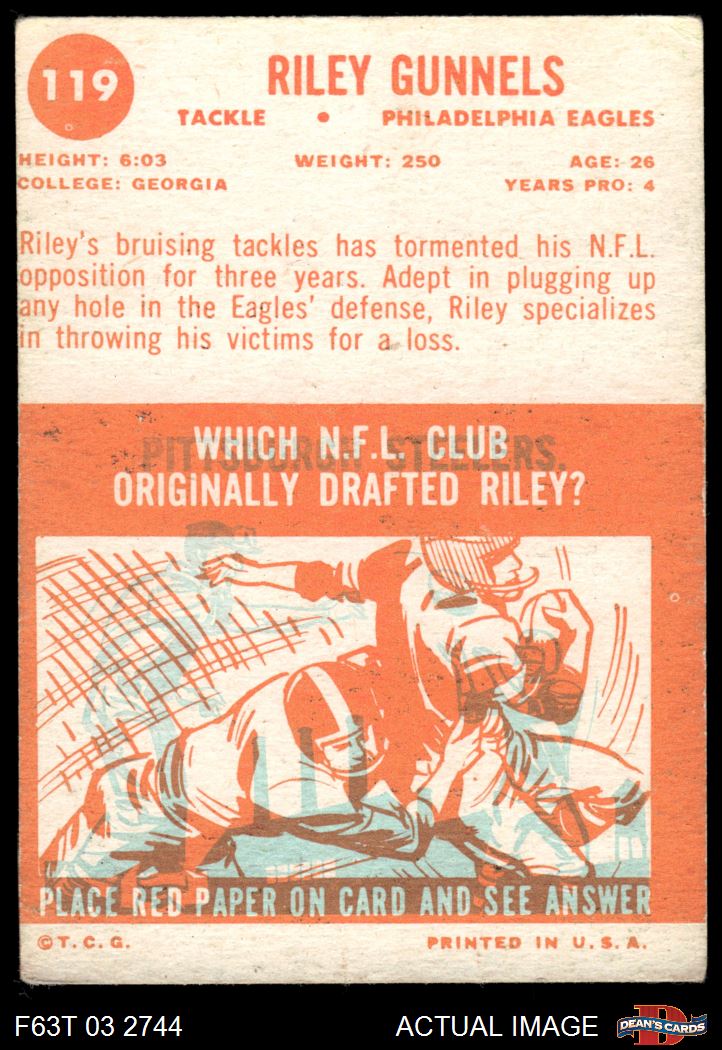 119
RILEY GUNNELS
TACKLE • PHILADELPHIA EAGLES
HEIGHT: 6:03 WEIGHT: 250 AGE: 26
COLLEGE: GEORGIA YEARS PRO: 4
Riley's bruising tackles has tormented his N.F.L.
opposition for three years. Adept in plugging up
any hole in the Eagles' defense, Riley specializes
in throwing his victims for a loss.
WHICH N.F.L. CLUB
PITTSBURGH STEELERS.
ORIGINALLY DRAFTED RILEY?
PLACE RED PAPER ON CARD AND SEE ANSWER
©T.C.G. PRINTED IN U.S.A.
F63T 03 2744 ACTUAL IMAGE DEAN'S CARDS